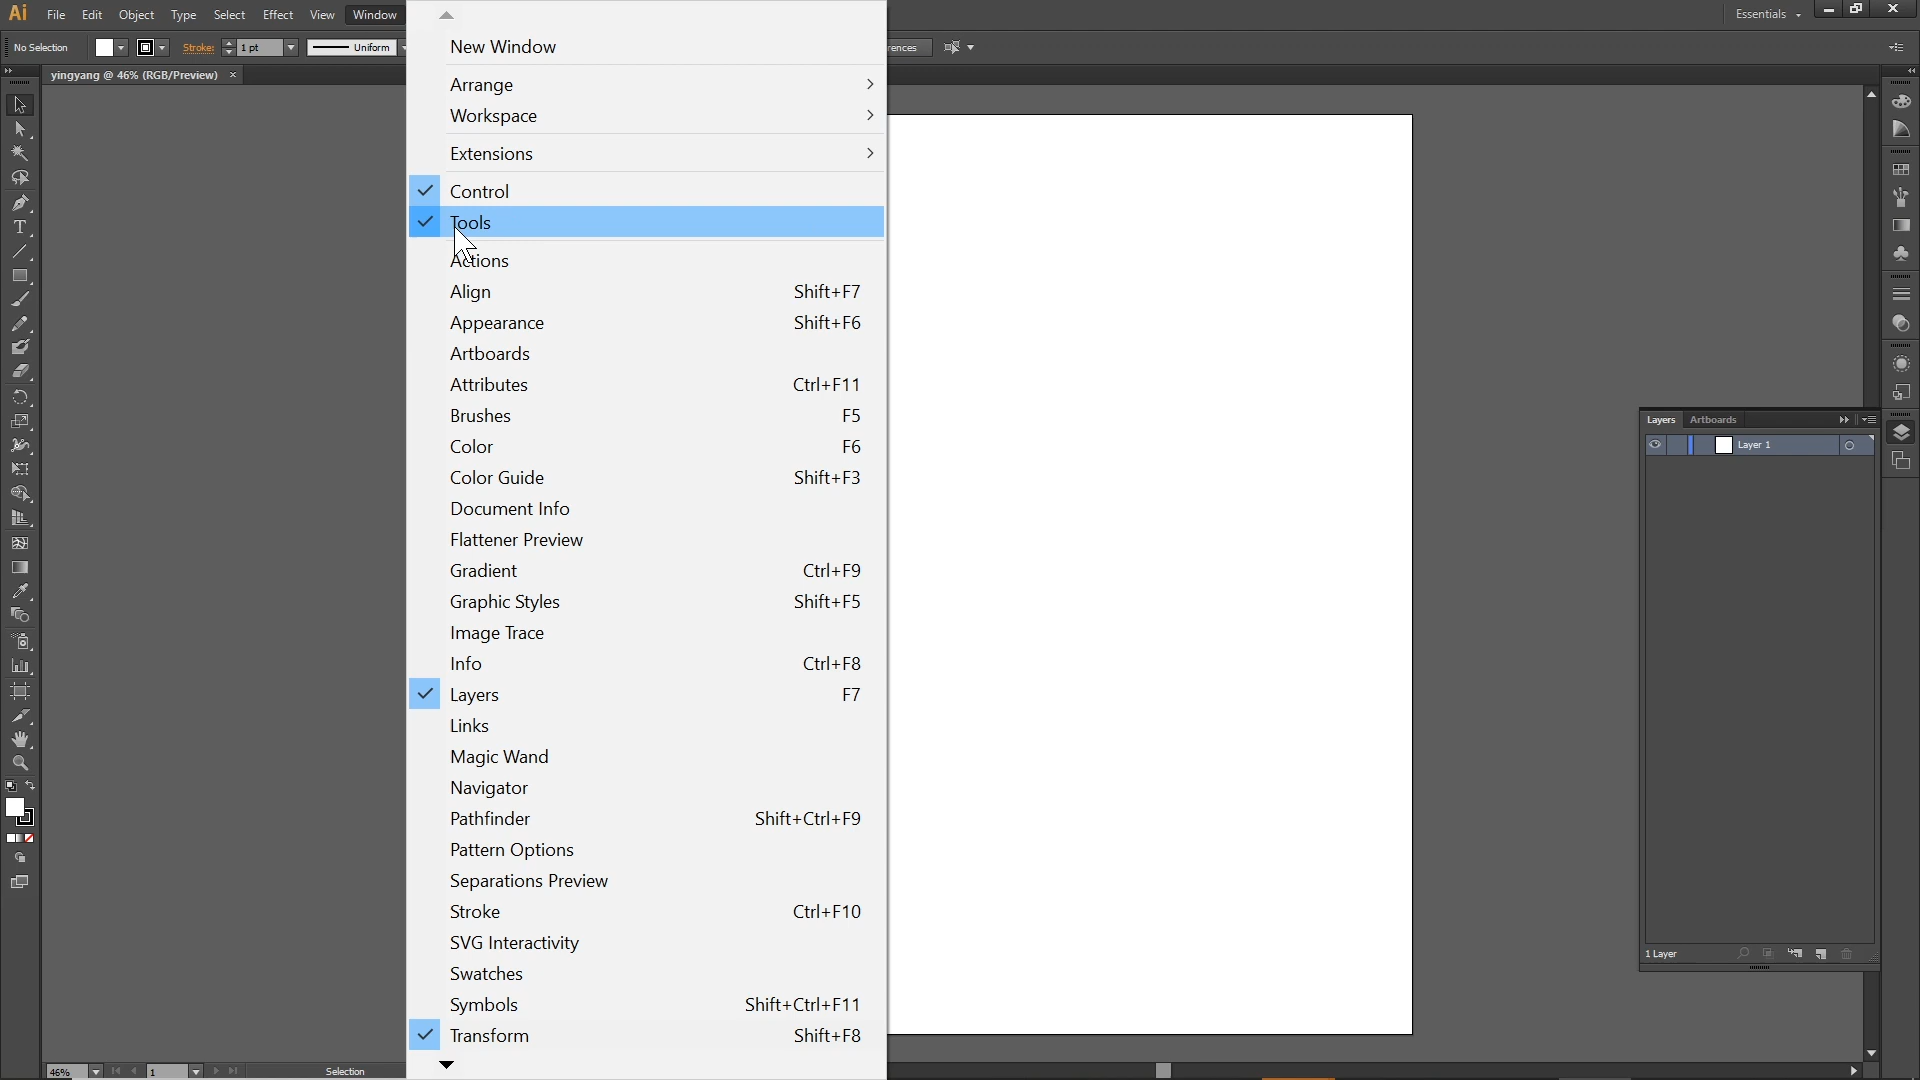 Ai File Edit Object Type Select Effect View Window
Essentials
No Selection Stroke: 1 pt Uniform
rences
yingyang @ 46% (RGB/Preview)
New Window
Arrange
Workspace
Extensions
Control
Tools
Actions
Align Shift+F7
Appearance Shift+F6
Artboards
Attributes Ctrl+F11
Brushes F5
Color F6
Color Guide Shift+F3
Document Info
Flattener Preview
Gradient Ctrl+F9
Graphic Styles Shift+F5
Image Trace
Info Ctrl+F8
Layers F7
Links
Magic Wand
Navigator
Pathfinder Shift+Ctrl+F9
Pattern Options
Separations Preview
Stroke Ctrl+F10
SVG Interactivity
Swatches
Symbols Shift+Ctrl+F11
Transform Shift+F8
Layers Artboards
Layer 1
1 Layer
46% 1 Selection